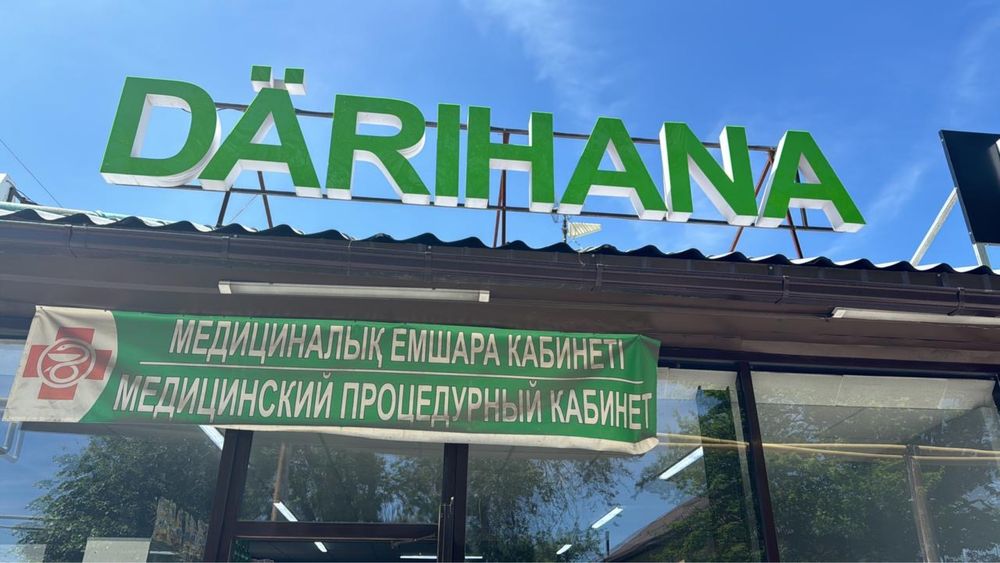 DÄRIHANA
МЕДИЦИНАЛЫҚ ЕМШАРА КАБИНЕТІ
МЕДИЦИНСКИЙ ПРОЦЕДУРНЫЙ КАБИНЕТ